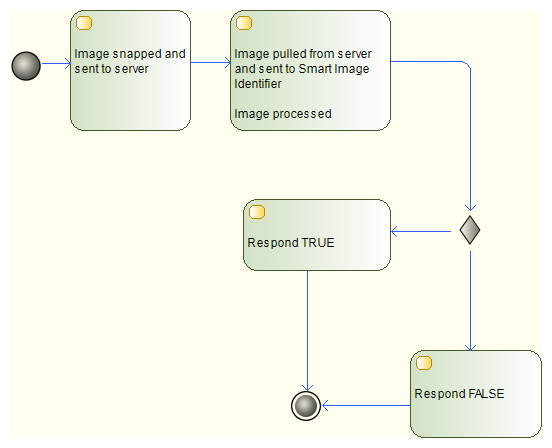 Image snapped and
sent to server
Image pulled from server
and sent to Smart Image
Identifier
Image processed
Respond TRUE
Respond FALSE